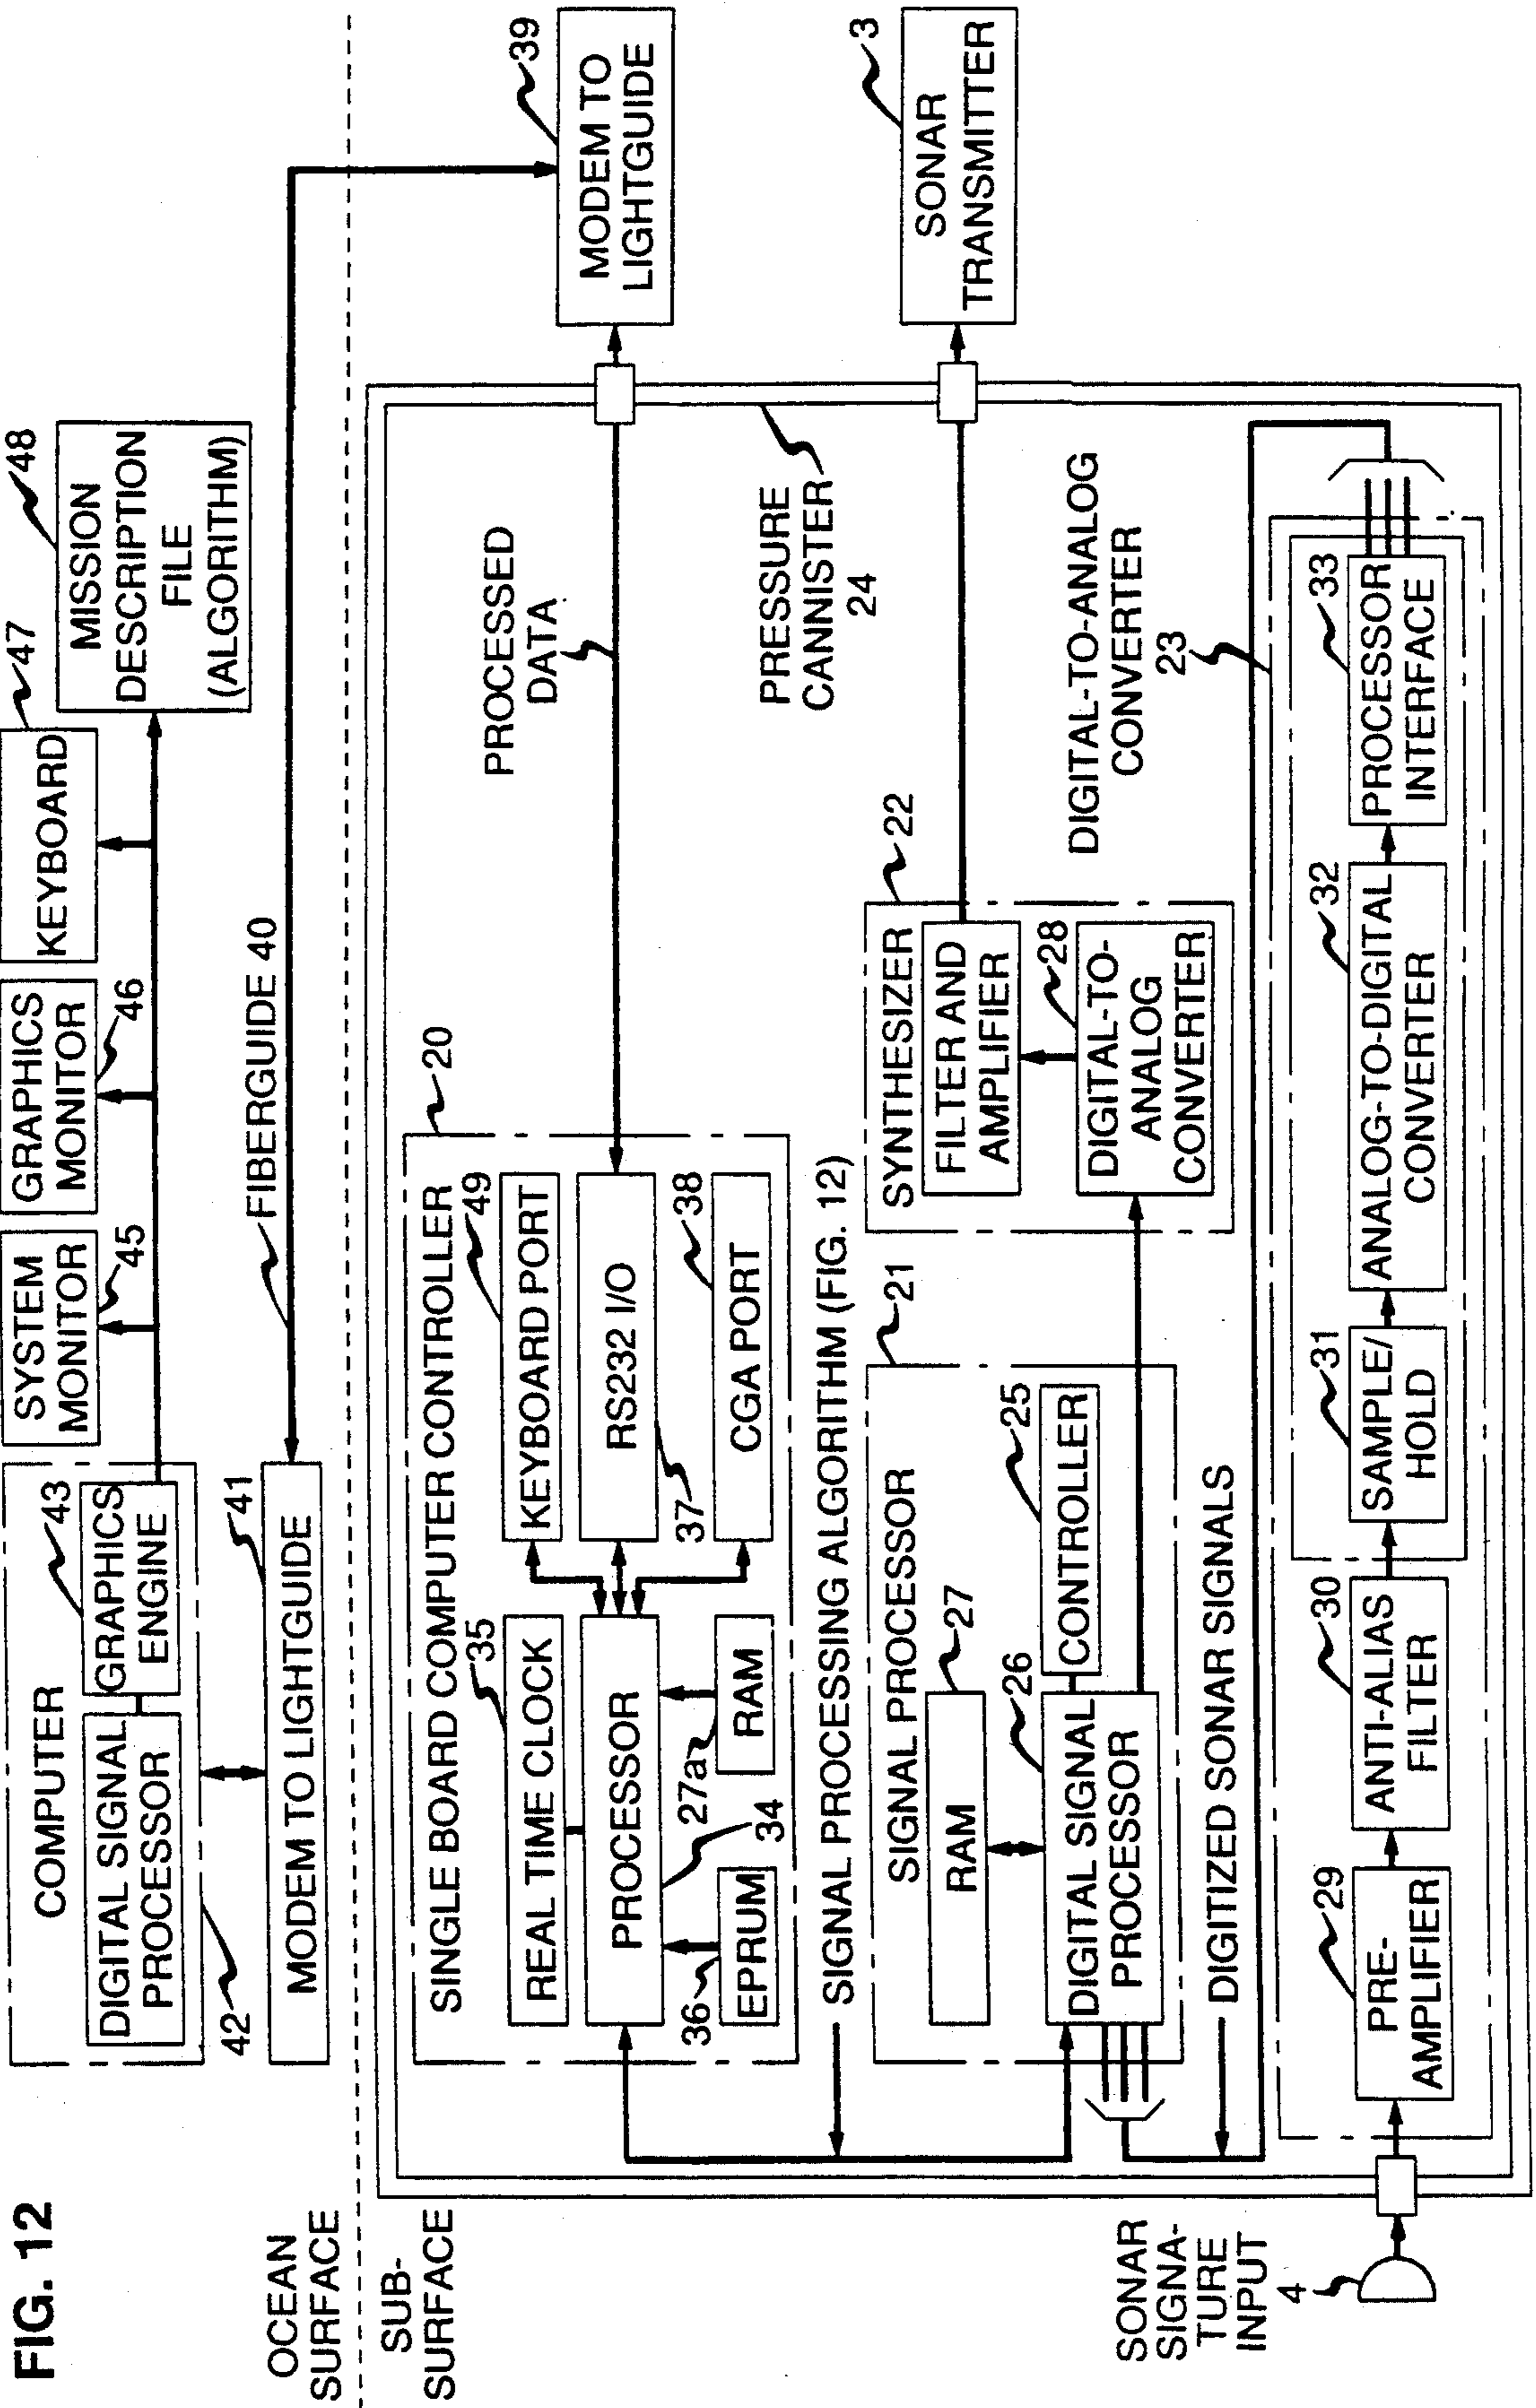 FIG. 12
OCEAN
SURFACE
SUB-
SURFACE
COMPUTER
DIGITAL SIGNAL
PROCESSOR
42
43
GRAPHICS
ENGINE
SYSTEM
MONITOR
45
GRAPHICS
MONITOR
46
KEYBOARD
47
MISSION
DESCRIPTION
FILE
(ALGORITHM)
48
MODEM TO LIGHTGUIDE
41
FIBERGUIDE 40
MODEM TO
LIGHTGUIDE
39
SINGLE BOARD COMPUTER CONTROLLER
20
REAL TIME CLOCK
35
PROCESSOR
34
36
EPRUM
27a
RAM
KEYBOARD PORT
49
RS232 I/O
37
CGA PORT
38
PROCESSED
DATA
PRESSURE
CANNISTER
24
SIGNAL PROCESSING ALGORITHM (FIG. 12)
SIGNAL PROCESSOR
21
RAM
27
DIGITAL SIGNAL
PROCESSOR
26
CONTROLLER
25
SYNTHESIZER
22
FILTER AND
AMPLIFIER
28
DIGITAL-TO-
ANALOG
CONVERTER
SONAR
TRANSMITTER
3
DIGITAL-TO-ANALOG
CONVERTER
23
DIGITIZED SONAR SIGNALS
SONAR
SIGNA-
TURE
INPUT
4
29
PRE-
AMPLIFIER
30
ANTI-ALIAS
FILTER
31
SAMPLE/
HOLD
32
ANALOG-TO-DIGITAL
CONVERTER
33
PROCESSOR
INTERFACE